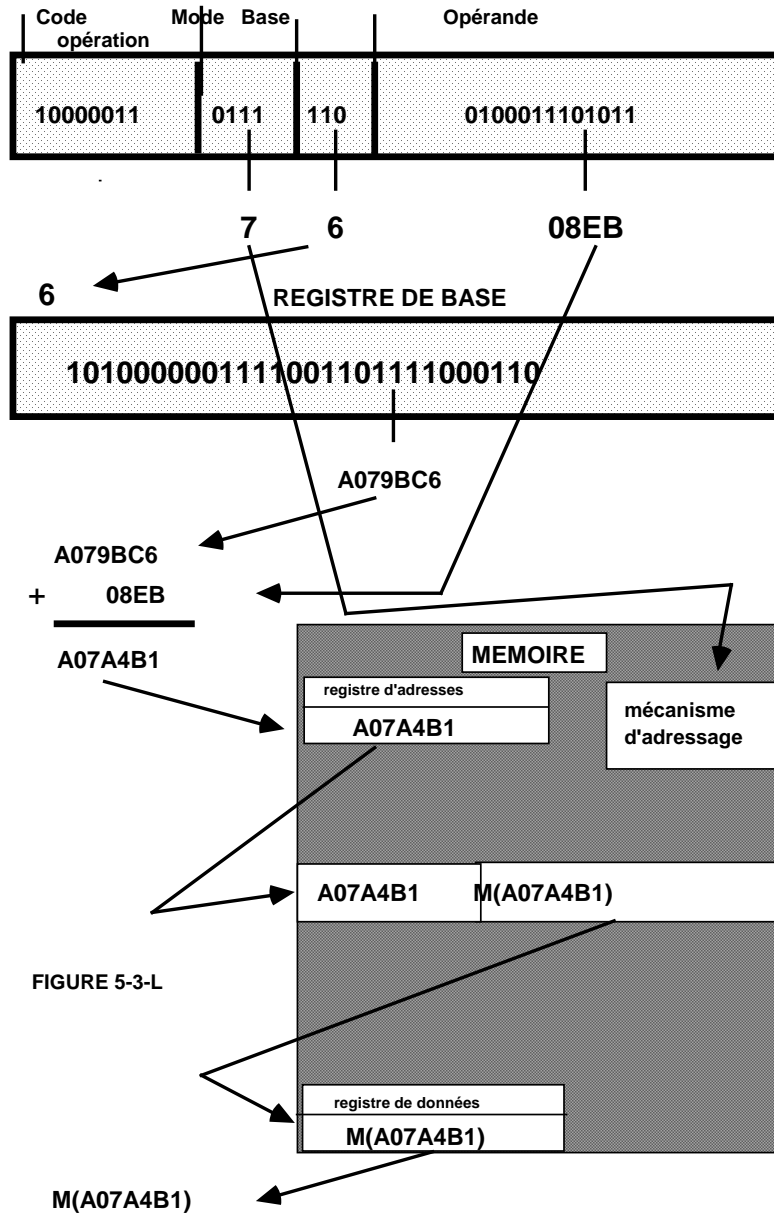 Code Mode Base Opérande
opération
10000011 0111 110 0100011101011
7 6 08EB
6 REGISTRE DE BASE
1010000001111001101111000110
A079BC6
A079BC6
+ 08EB
A07A4B1
MEMOIRE
registre d'adresses
A07A4B1
mécanisme
d'adressage
A07A4B1 M(A07A4B1)
FIGURE 5-3-L
registre de données
M(A07A4B1)
M(A07A4B1)